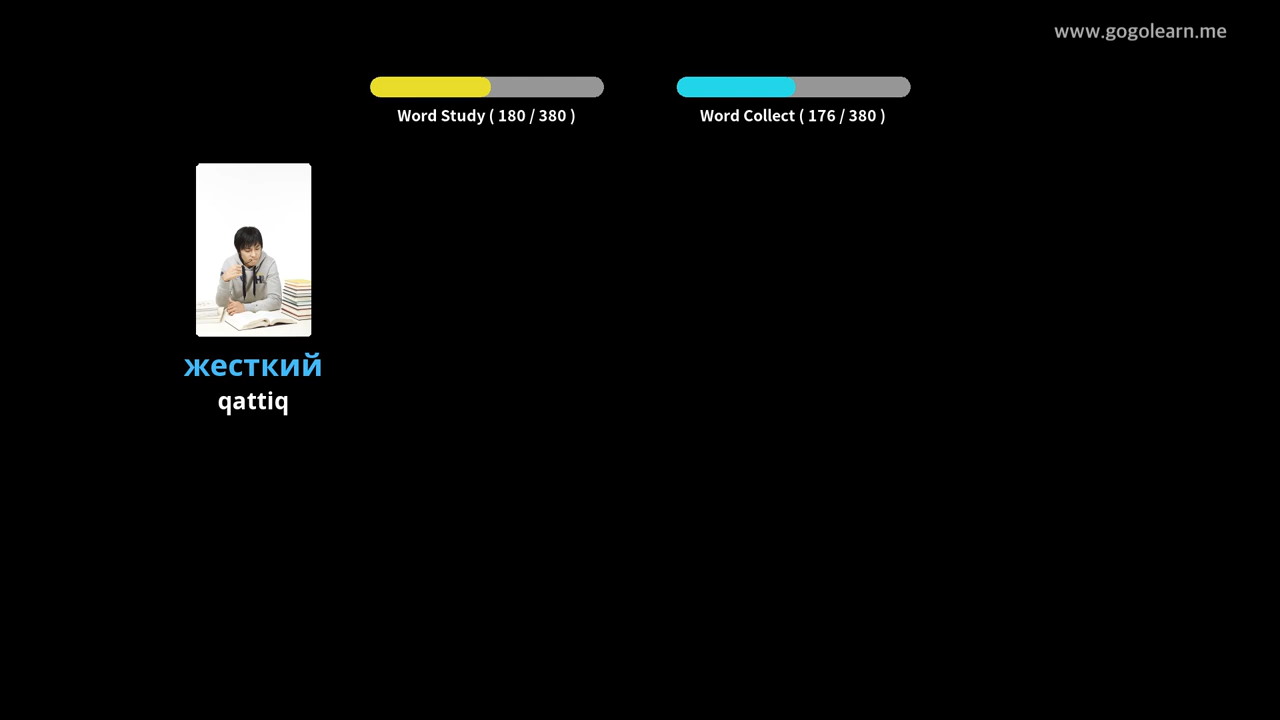 www.gogolearn.me
Word Study ( 180 / 380 )
Word Collect ( 176 / 380 )
жесткий
qattiq